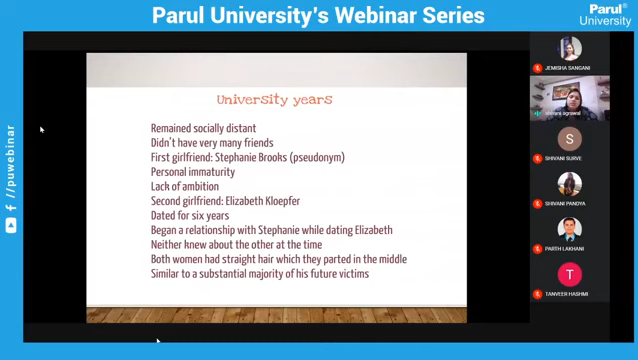 Parul University's Webinar Series
Parul®
University
University years
Remained socially distant
Didn't have very many friends
First girlfriend: Stephanie Brooks (pseudonym)
Personal immaturity
Lack of ambition
Second girlfriend: Elizabeth Kloepfer
Dated for six years
Began a relationship with Stephanie while dating Elizabeth
Neither knew about the other at the time
Both women had straight hair which they parted in the middle
Similar to a substantial majority of his future victims
JEMISHA SANGANI
shivani agrawal
S
SHIVANI SURVE
SHIVANI PANDYA
PARTH LAKHANI
T
TANVEER HASHMI
f //puwebinar